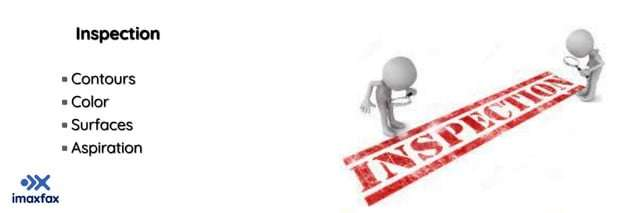 Inspection
Contours
Color
Surfaces
Aspiration
INSPECTION
imaxfax